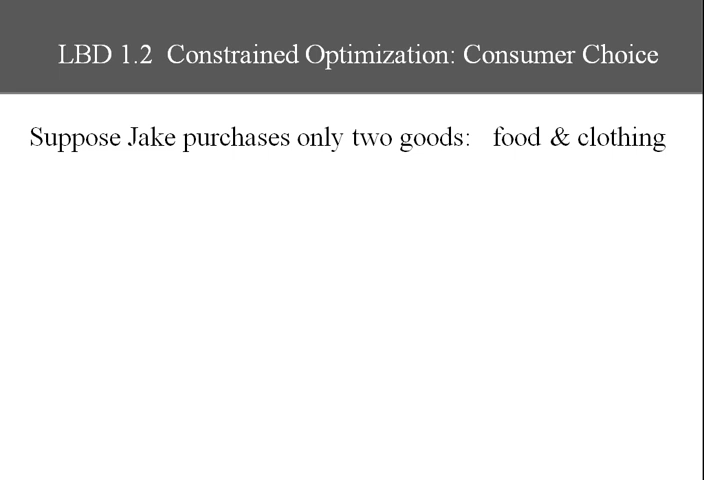 LBD 1.2 Constrained Optimization: Consumer Choice
Suppose Jake purchases only two goods: food & clothing